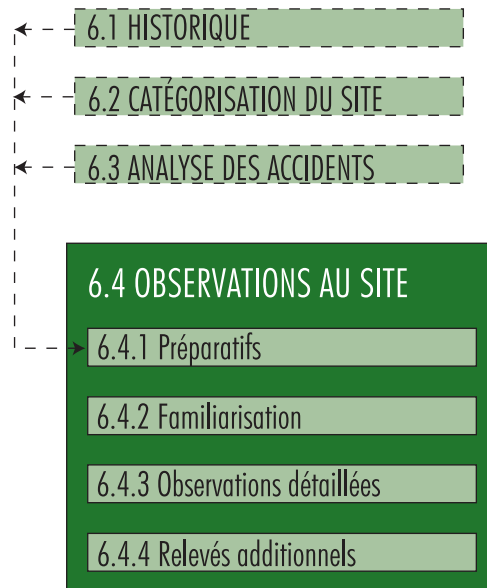 6.1 HISTORIQUE
6.2 CATÉGORISATION DU SITE
6.3 ANALYSE DES ACCIDENTS
6.4 OBSERVATIONS AU SITE
6.4.1 Préparatifs
6.4.2 Familiarisation
6.4.3 Observations détaillées
6.4.4 Relevés additionnels